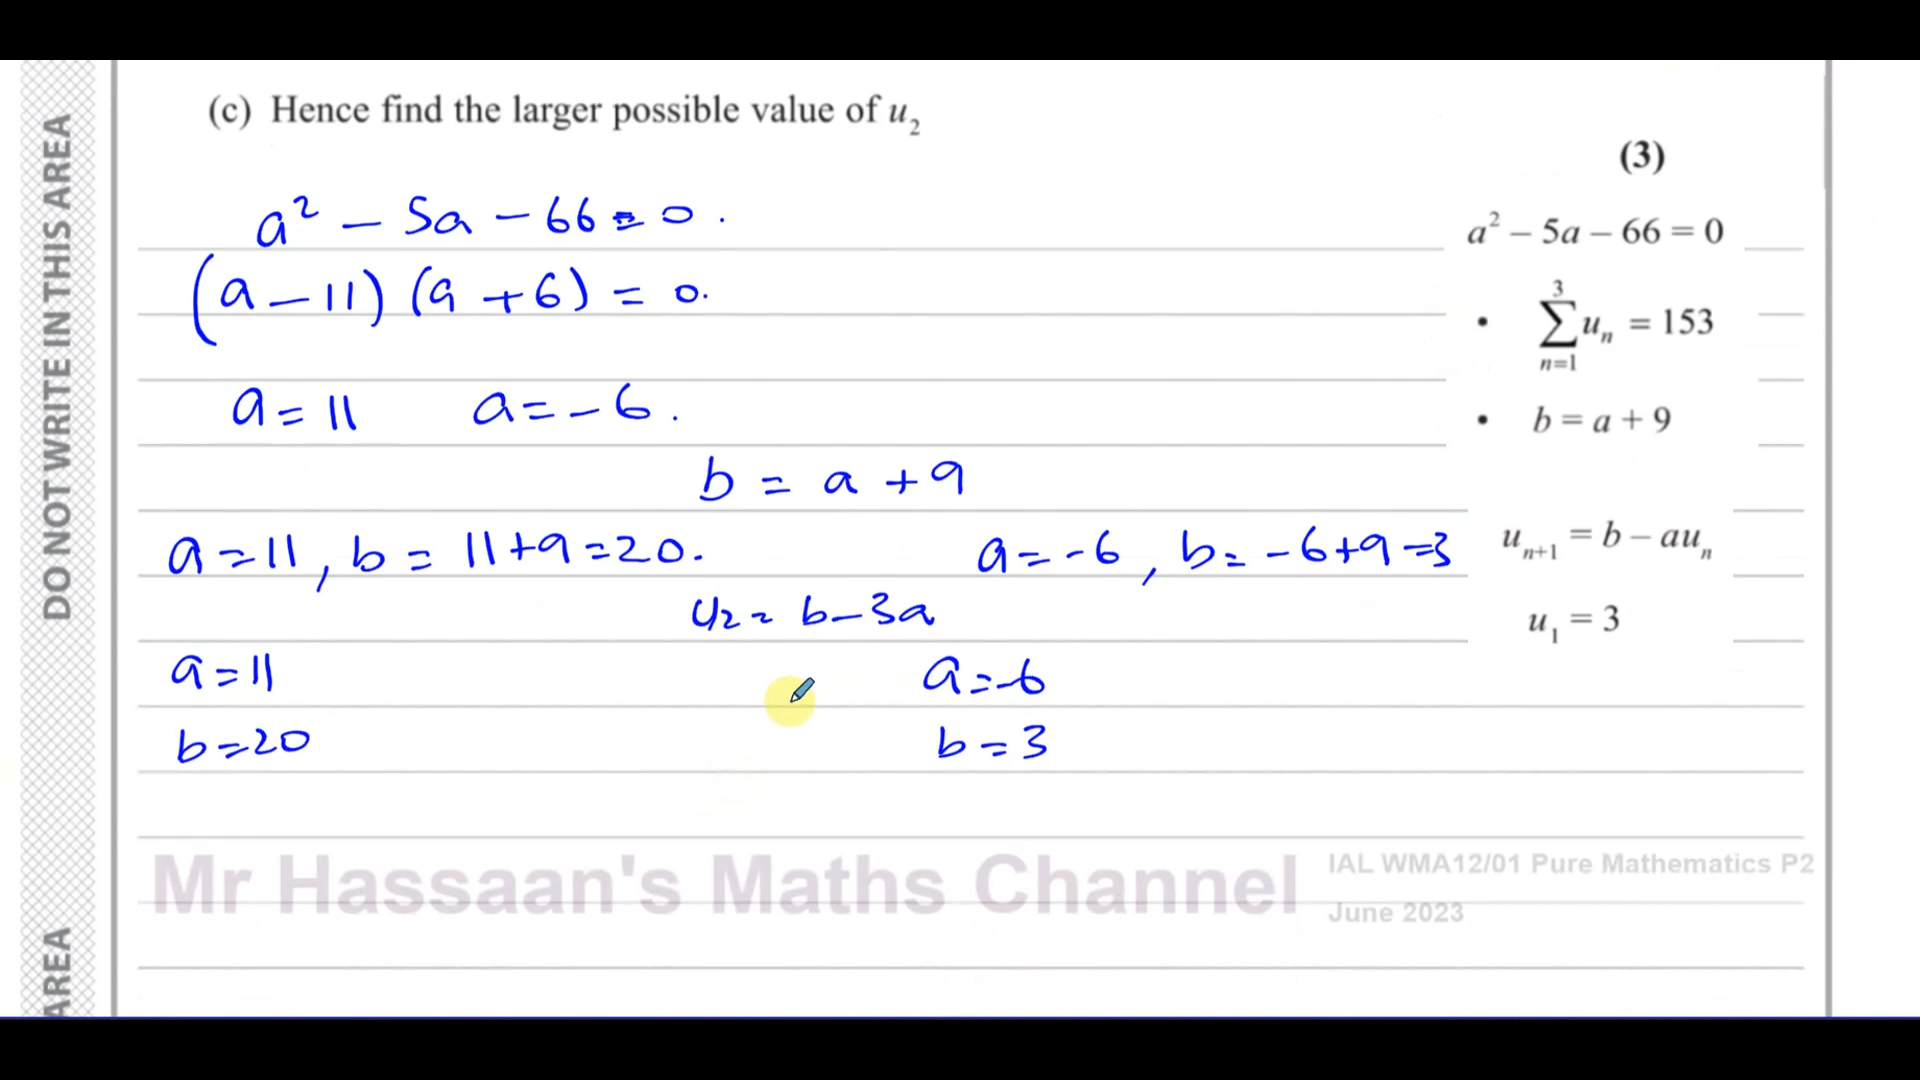 (c) Hence find the larger possible value of u₂
(3)
a² – 5a – 66 = 0.
(a – 11) (a + 6) = 0.
a = 11 a = – 6.
b = a + 9
a = 11, b = 11 + 9 = 20. a = -6, b = -6+9 = 3
u₂ = b – 3a
a = 11 a = -6
b = 20 b = 3
a² – 5a – 66 = 0
• ∑ₙ₌₁³ uₙ = 153
• b = a + 9
uₙ₊₁ = b – auₙ
u₁ = 3
DO NOT WRITE IN THIS AREA
AREA
Mr Hassaan's Maths Channel
IAL WMA12/01 Pure Mathematics P2
June 2023